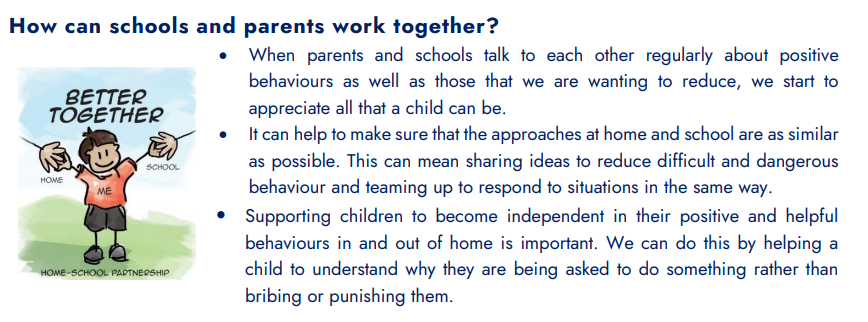 How can schools and parents work together?
BETTER
TOGETHER
HOME
SCHOOL
ME
HOME-SCHOOL PARTNERSHIP
• When parents and schools talk to each other regularly about positive
behaviours as well as those that we are wanting to reduce, we start to
appreciate all that a child can be.
• It can help to make sure that the approaches at home and school are as similar
as possible. This can mean sharing ideas to reduce difficult and dangerous
behaviour and teaming up to respond to situations in the same way.
• Supporting children to become independent in their positive and helpful
behaviours in and out of home is important. We can do this by helping a
child to understand why they are being asked to do something rather than
bribing or punishing them.